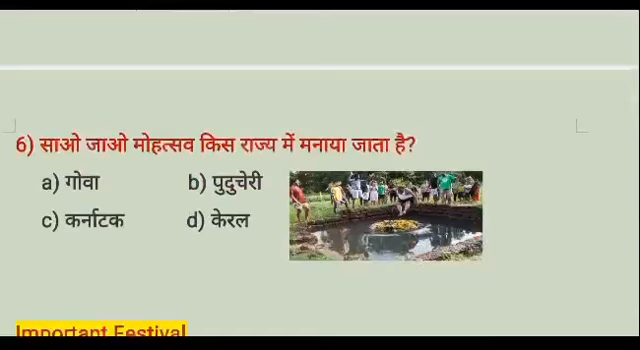 6) साओ जाओ मोहत्सव किस राज्य में मनाया जाता है?
a) गोवा b) पुदुचेरी
c) कर्नाटक d) केरल
Important Festival